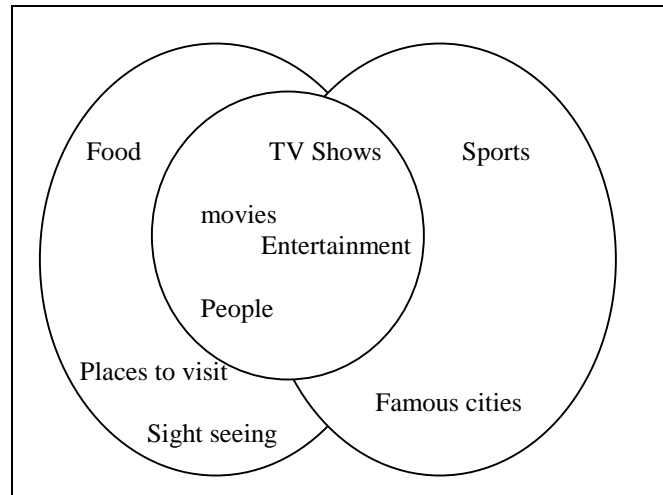 Food
TV Shows
Sports
movies
Entertainment
People
Places to visit
Famous cities
Sight seeing